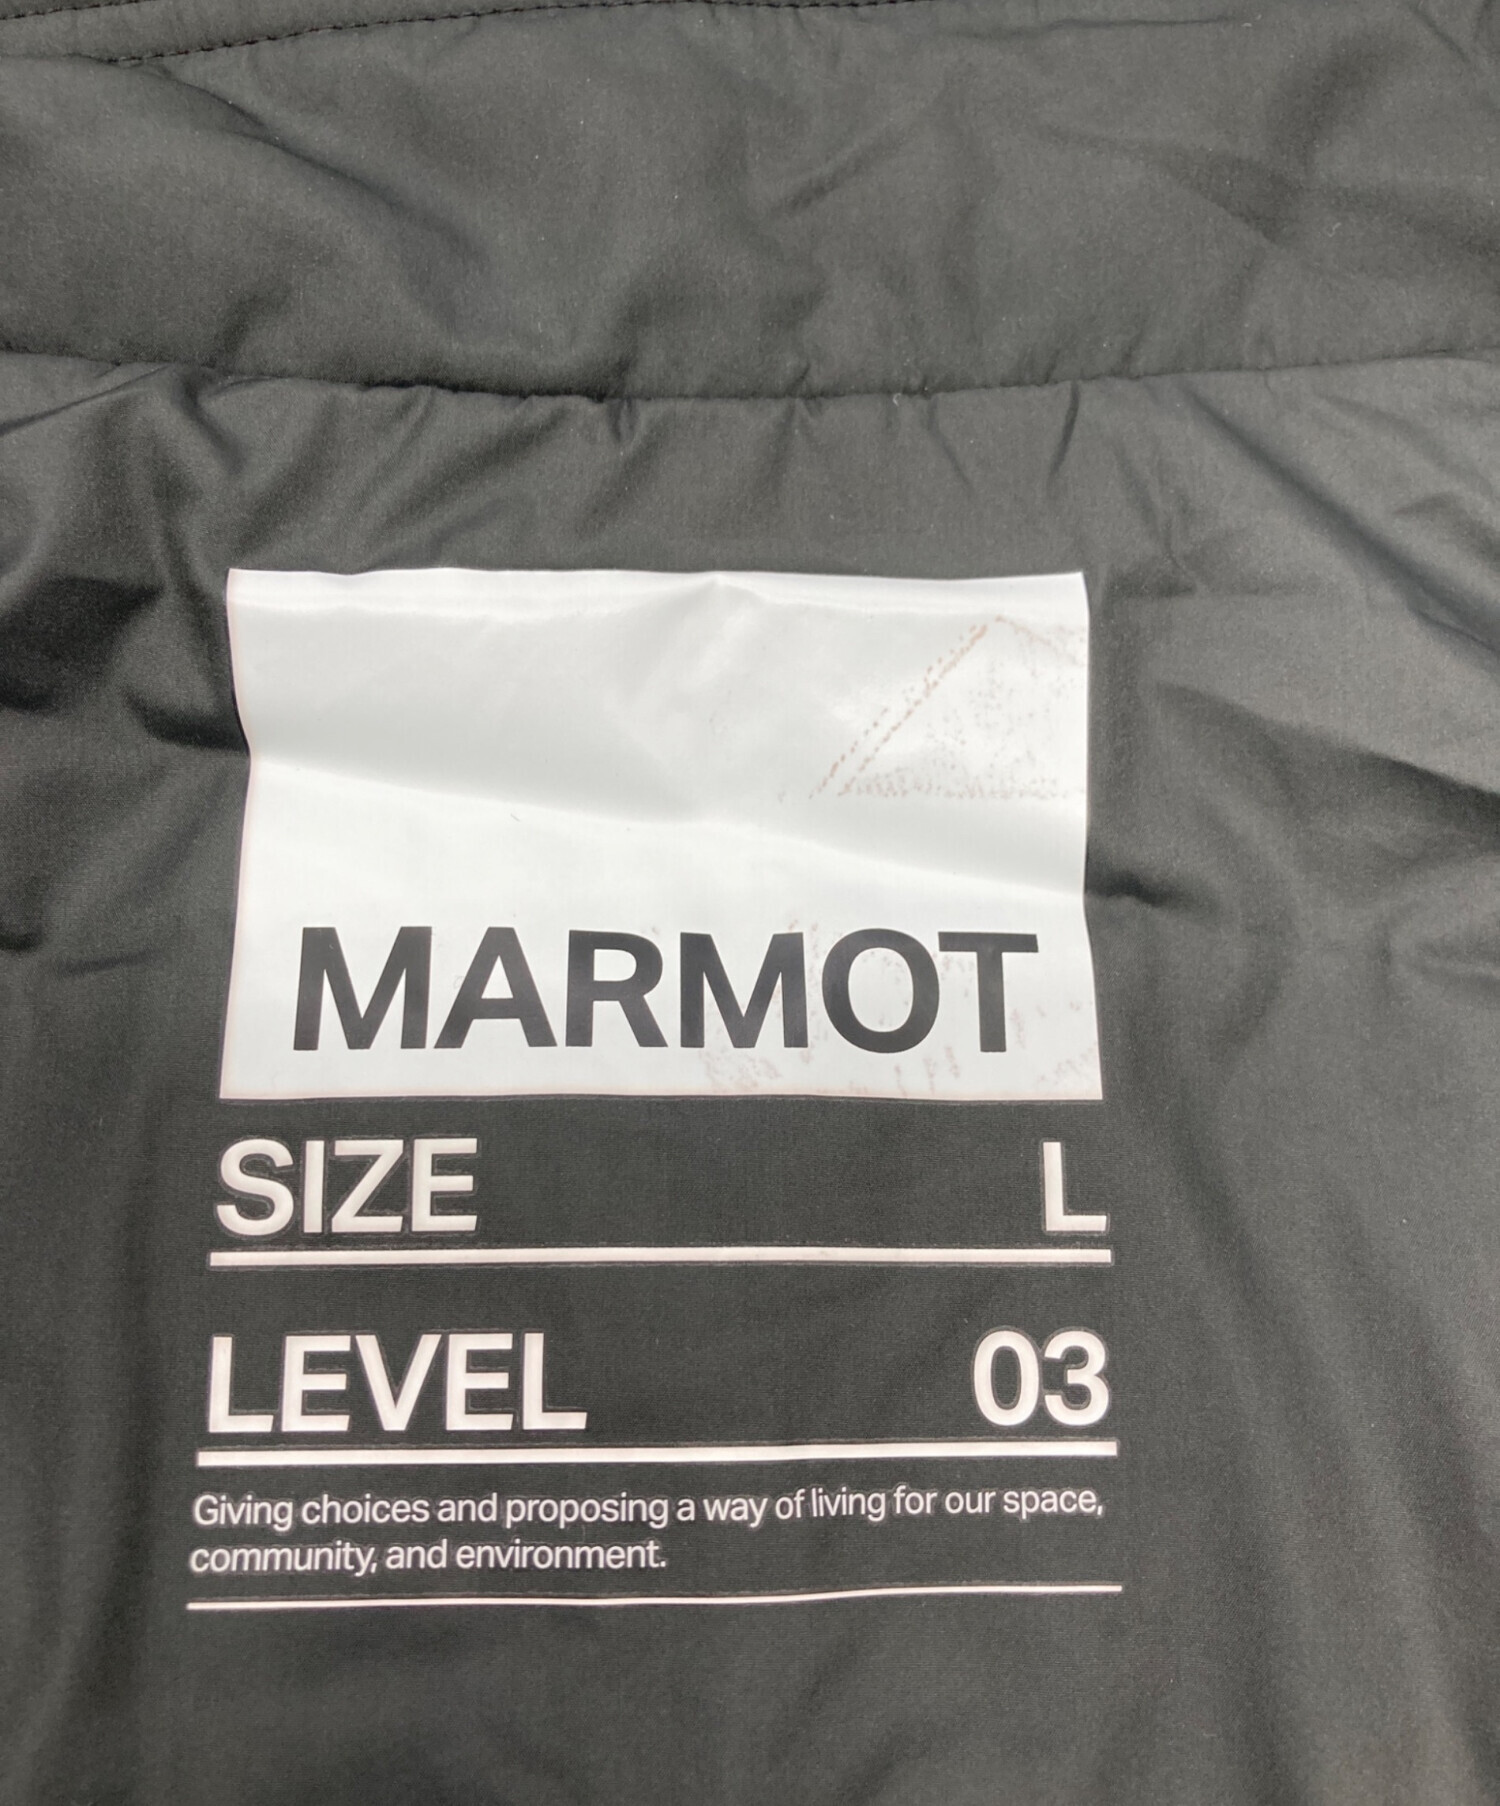 MARMOT
SIZE L
LEVEL 03
Giving choices and proposing a way of living for our space,
community, and environment.